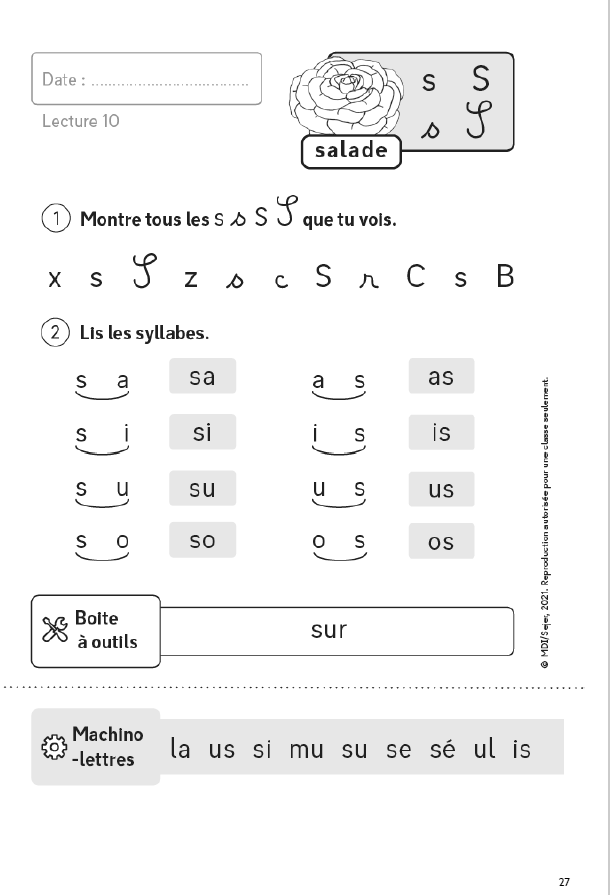 Date : ......................................
Lecture 10
s S
s S
salade
1 Montre tous les s s S S que tu vois.
x s S z s c S r C s B
2 Lis les syllabes.
s a sa a s as
s i si i s is
s u su u s us
s o so o s os
Boite
à outils
sur
© MDI/Sejer, 2021. Reproduction autorisée pour une classe seulement.
Machino
-lettres
la us si mu su se sé ul is
27